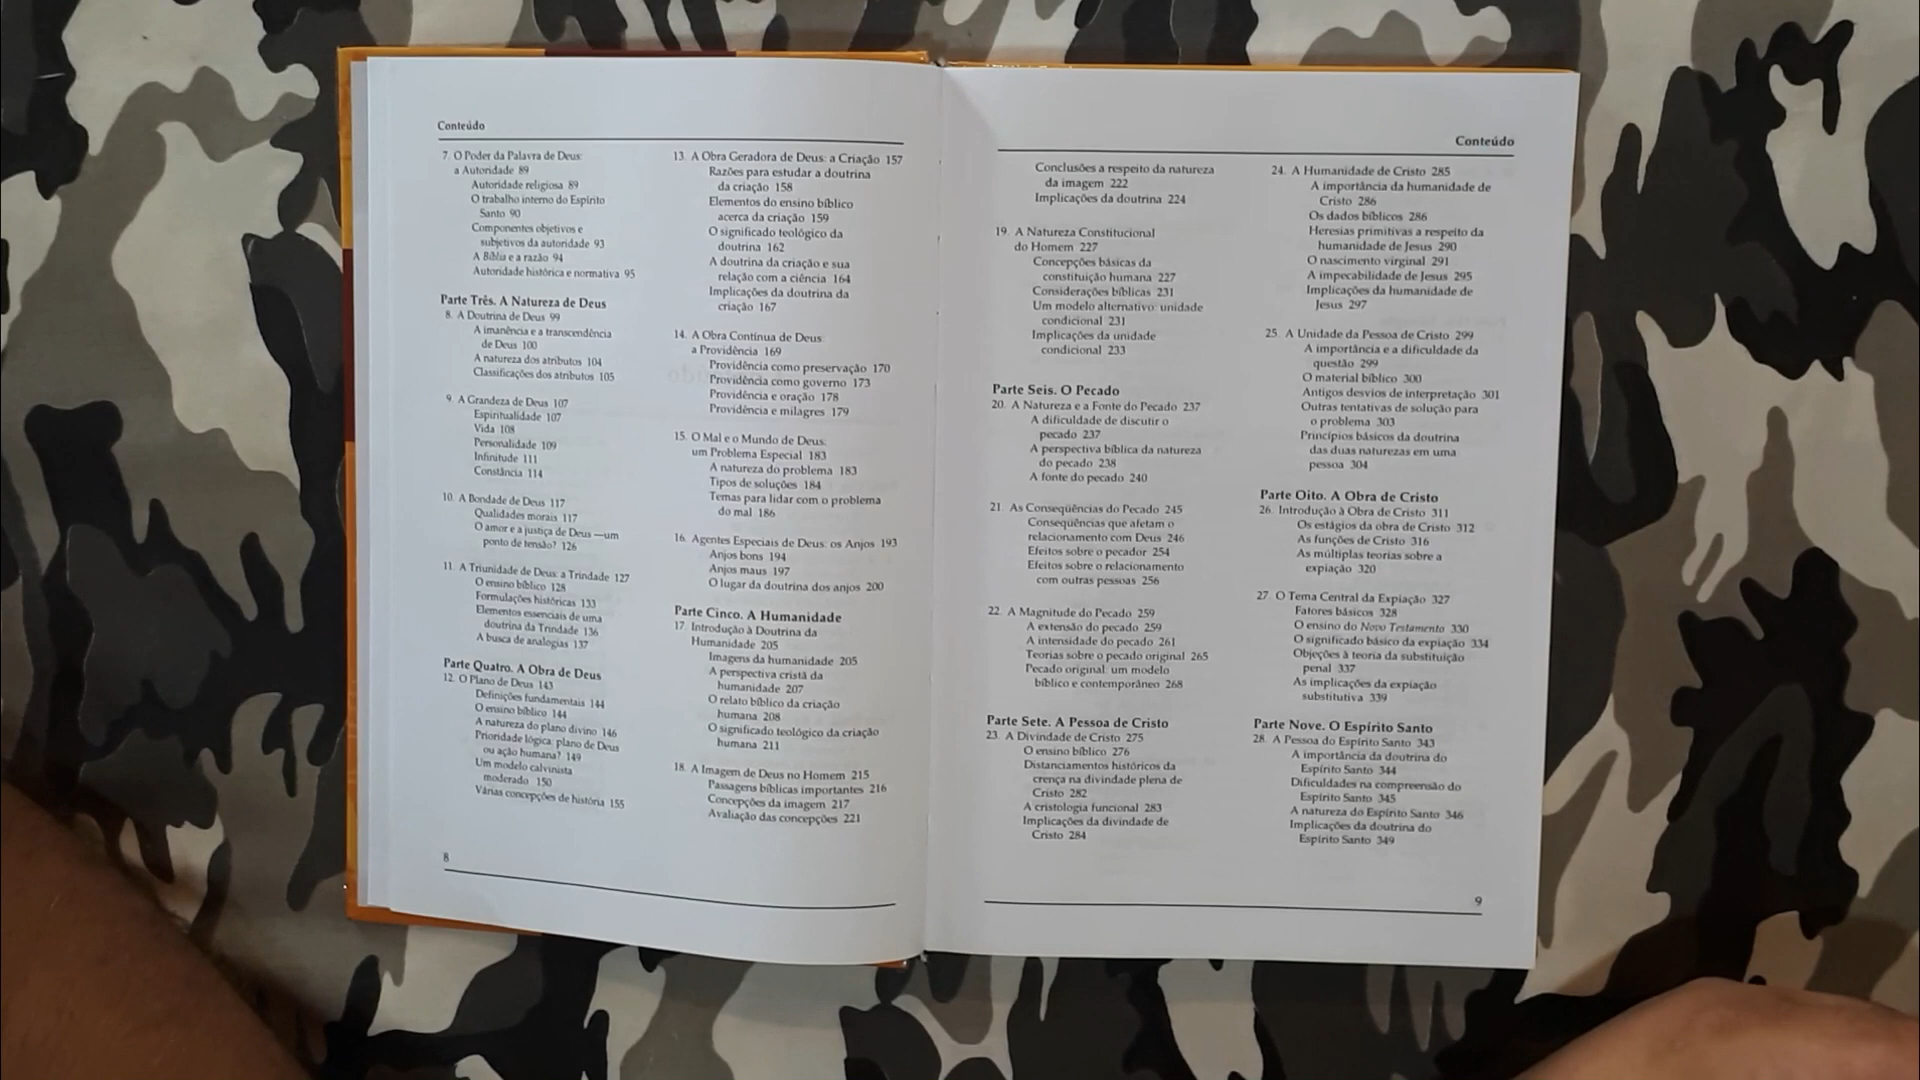 Conteúdo
7. O Poder da Palavra de Deus:
a Autoridade 89
Autoridade religiosa 89
O trabalho interno do Espírito
Santo 90
Componentes objetivos e
subjetivos da autoridade 93
A Bíblia e a razão 94
Autoridade histórica e normativa 95
Parte Três. A Natureza de Deus
8. A Doutrina de Deus 99
A imanência e a transcendência
de Deus 100
A natureza dos atributos 104
Classificações dos atributos 105
9. A Grandeza de Deus 107
Espiritualidade 107
Vida 108
Personalidade 109
Infinitude 111
Constância 114
10. A Bondade de Deus 117
Qualidades morais 117
O amor e a justiça de Deus —um
ponto de tensão? 126
11. A Triunidade de Deus: a Trindade 127
O ensino bíblico 128
Formulações históricas 133
Elementos essenciais de uma
doutrina da Trindade 136
A busca de analogias 137
Parte Quatro. A Obra de Deus
12. O Plano de Deus 143
Definições fundamentais 144
O ensino bíblico 144
A natureza do plano divino 146
Prioridade lógica: plano de Deus
ou ação humana? 149
Um modelo calvinista
moderado 150
Várias concepções de história 155
13. A Obra Geradora de Deus: a Criação 157
Razões para estudar a doutrina
da criação 158
Elementos do ensino bíblico
acerca da criação 159
O significado teológico da
doutrina 162
A doutrina da criação e sua
relação com a ciência 164
Implicações da doutrina da
criação 167
14. A Obra Contínua de Deus
a Providência 169
Providência como preservação 170
Providência como governo 173
Providência e oração 178
Providência e milagres 179
15. O Mal e o Mundo de Deus:
um Problema Especial 183
A natureza do problema 183
Tipos de soluções 184
Temas para lidar com o problema
do mal 186
16. Agentes Especiais de Deus: os Anjos 193
Anjos bons 194
Anjos maus 197
O lugar da doutrina dos anjos 200
Parte Cinco. A Humanidade
17. Introdução à Doutrina da
Humanidade 205
Imagens da humanidade 205
A perspectiva cristã da
humanidade 207
O relato bíblico da criação
humana 208
O significado teológico da criação
humana 211
18. A Imagem de Deus no Homem 215
Passagens bíblicas importantes 216
Concepções da imagem 217
Avaliação das concepções 221
8
Conteúdo
Conclusões a respeito da natureza
da imagem 222
Implicações da doutrina 224
19. A Natureza Constitucional
do Homem 227
Concepções básicas da
constituição humana 227
Considerações bíblicas 231
Um modelo alternativo: unidade
condicional 231
Implicações da unidade
condicional 233
Parte Seis. O Pecado
20. A Natureza e a Fonte do Pecado 237
A dificuldade de discutir o
pecado 237
A perspectiva bíblica da natureza
do pecado 238
A fonte do pecado 240
21. As Conseqüências do Pecado 245
Conseqüências que afetam o
relacionamento com Deus 246
Efeitos sobre o pecador 254
Efeitos sobre o relacionamento
com outras pessoas 256
22. A Magnitude do Pecado 259
A extensão do pecado 259
A intensidade do pecado 261
Teorias sobre o pecado original 265
Pecado original: um modelo
bíblico e contemporâneo 268
Parte Sete. A Pessoa de Cristo
23. A Divindade de Cristo 275
O ensino bíblico 276
Distanciamentos históricos da
crença na divindade plena de
Cristo 282
A cristologia funcional 283
Implicações da divindade de
Cristo 284
24. A Humanidade de Cristo 285
A importância da humanidade de
Cristo 286
Os dados bíblicos 286
Heresias primitivas a respeito da
humanidade de Jesus 290
O nascimento virginal 291
A impecabilidade de Jesus 295
Implicações da humanidade de
Jesus 297
25. A Unidade da Pessoa de Cristo 299
A importância e a dificuldade da
questão 299
O material bíblico 300
Antigos desvios de interpretação 301
Outras tentativas de solução para
o problema 303
Princípios básicos da doutrina
das duas naturezas em uma
pessoa 304
Parte Oito. A Obra de Cristo
26. Introdução à Obra de Cristo 311
Os estágios da obra de Cristo 312
As funções de Cristo 316
As múltiplas teorias sobre a
expiação 320
27. O Tema Central da Expiação 327
Fatores básicos 328
O ensino do Novo Testamento 330
O significado básico da expiação 334
Objeções à teoria da substituição
penal 337
As implicações da expiação
substitutiva 339
Parte Nove. O Espírito Santo
28. A Pessoa do Espírito Santo 343
A importância da doutrina do
Espírito Santo 344
Dificuldades na compreensão do
Espírito Santo 345
A natureza do Espírito Santo 346
Implicações da doutrina do
Espírito Santo 349
9